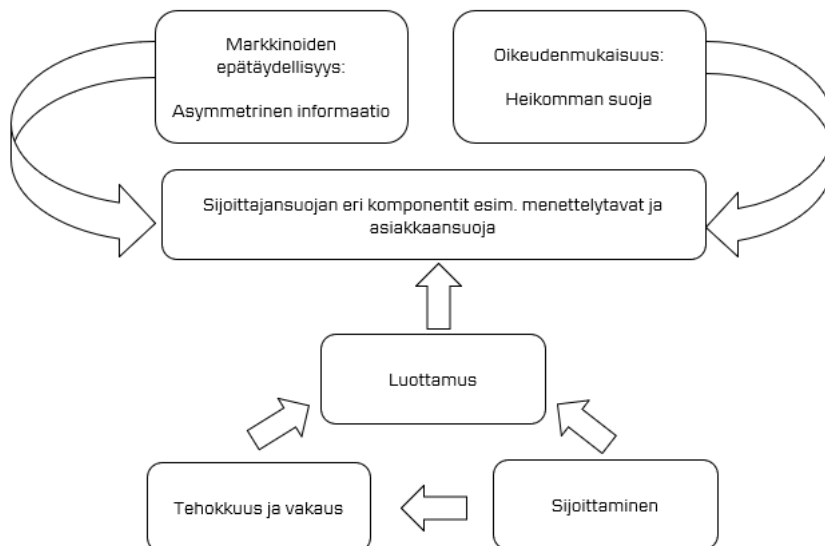 Markkinoiden
epätäydellisyys:
Asymmetrinen informaatio
Oikeudenmukaisuus:
Heikomman suoja
Sijoittajansuojan eri komponentit esim. menettelytavat ja
asiakkaansuoja
Luottamus
Tehokkuus ja vakaus
Sijoittaminen